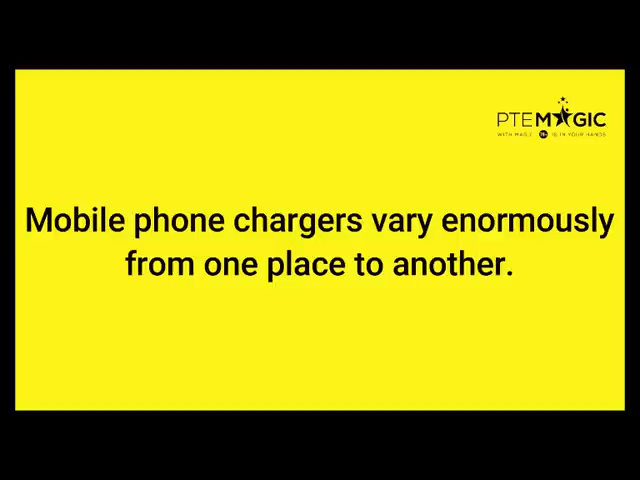 PTEMAGIC
Mobile phone chargers vary enormously
from one place to another.